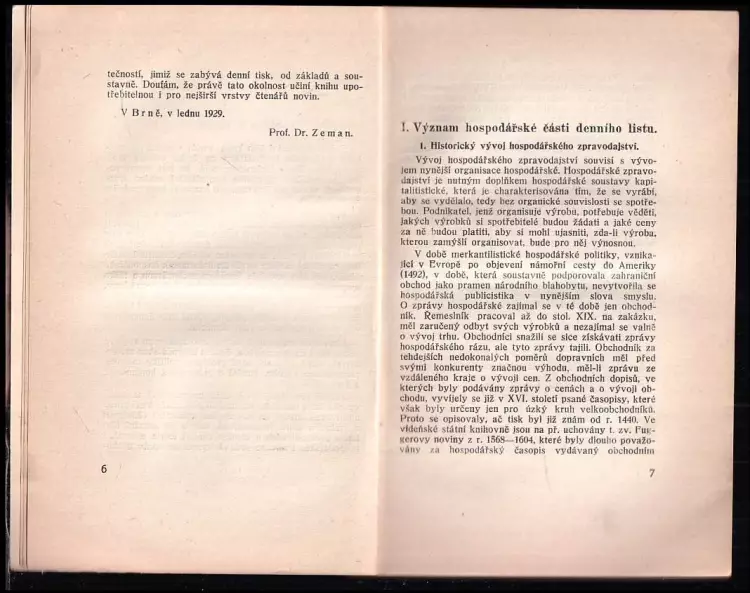 tečností, jimiž se zabývá denní tisk, od základů a sou-
stavně. Doufám, že právě tato okolnost učiní knihu upo-
třebitelnou i pro nejširší vrstvy čtenářů novin.
V Brně, v lednu 1929.
Prof. Dr. Zeman.
6
I. Význam hospodářské části denního listu.
1. Historický vývoj hospodářského zpravodajství.
Vývoj hospodářského zpravodajství souvisí s vývo-
jem nynější organisace hospodářské. Hospodářské zpravo-
dajství je nutným doplňkem hospodářské soustavy kapi-
talitistické, která je charakterisována tím, že se vyrábí,
aby se vydělalo, tedy bez organické souvislosti se spotře-
bou. Podnikatel, jenž organisuje výrobu, potřebuje věděti,
jakých výrobků si spotřebitelé budou žádati a jaké ceny
za ně budou platiti, aby si mohl ujasniti, zda-li výroba,
kterou zamýšlí organisovat, bude pro něj výnosnou.
V době merkantilistické hospodářské politiky, vznika-
jící v Evropě po objevení námořní cesty do Ameriky
(1492), v době, která soustavně podporovala zahraniční
obchod jako pramen národního blahobytu, nevytvořila se
hospodářská publicistika v nynějším slova smyslu.
O zprávy hospodářské zajímal se v té době jen obchod-
ník. Řemeslník pracoval až do stol. XIX. na zakázku,
měl zaručený odbyt svých výrobků a nezajímal se valně
o vývoj trhu. Obchodníci snažili se sice získávati zprávy
hospodářského rázu, ale tyto zprávy tajili. Obchodník za
tehdejších nedokonalých poměrů dopravních měl před
svými konkurenty značnou výhodu, měl-li zprávu ze
vzdáleného kraje o vývoji cen. Z obchodních dopisů, ve
kterých byly podávány zprávy o cenách a o vývoji ob-
chodu, vyvíjely se již v XVI. století psané časopisy, které
však byly určeny jen pro úzký kruh velkoobchodníků.
Proto se opisovaly, ač tisk byl již znám od r. 1440. Ve
vídeňské státní knihovně jsou na př. uchovány t. zv. Fug-
gerovy noviny z r. 1568—1604, které byly dlouho považo-
vány za hospodářský časopis vydávaný obchodním
7